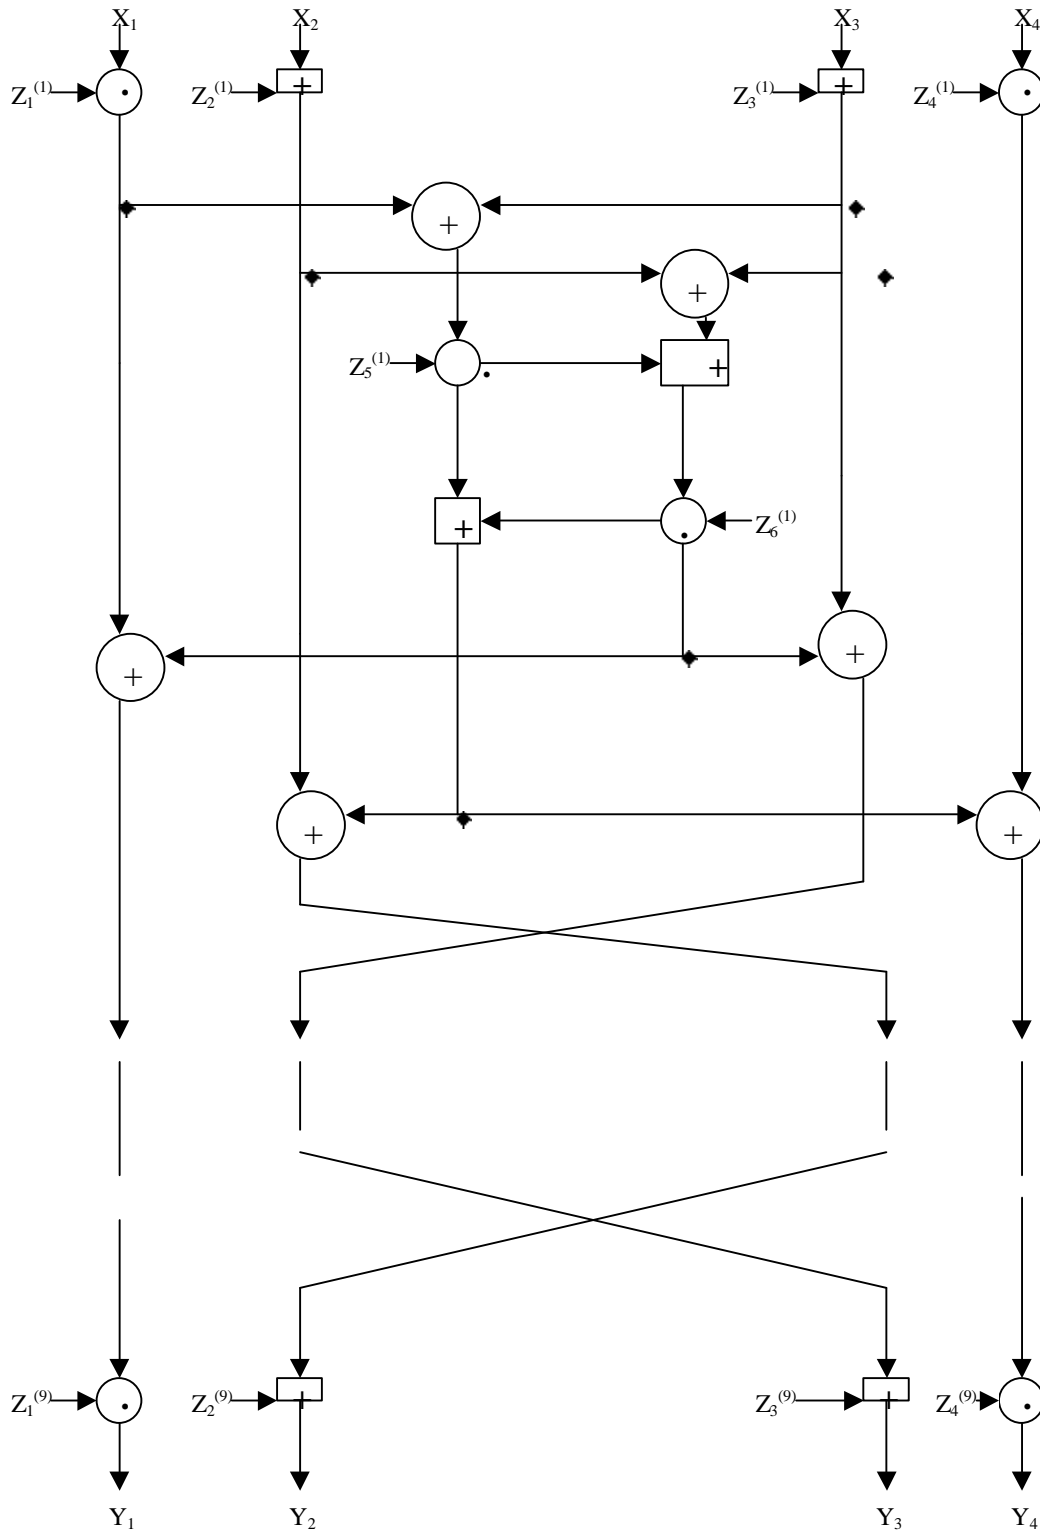 X₁ X₂ X₃ X₄
Z₁⁽¹⁾ · Z₂⁽¹⁾ + Z₃⁽¹⁾ + Z₄⁽¹⁾ ·
+
+
Z₅⁽¹⁾ · +
+ · Z₆⁽¹⁾
+ +
+ +
Z₁⁽⁹⁾ · Z₂⁽⁹⁾ + Z₃⁽⁹⁾ + Z₄⁽⁹⁾ ·
Y₁ Y₂ Y₃ Y₄